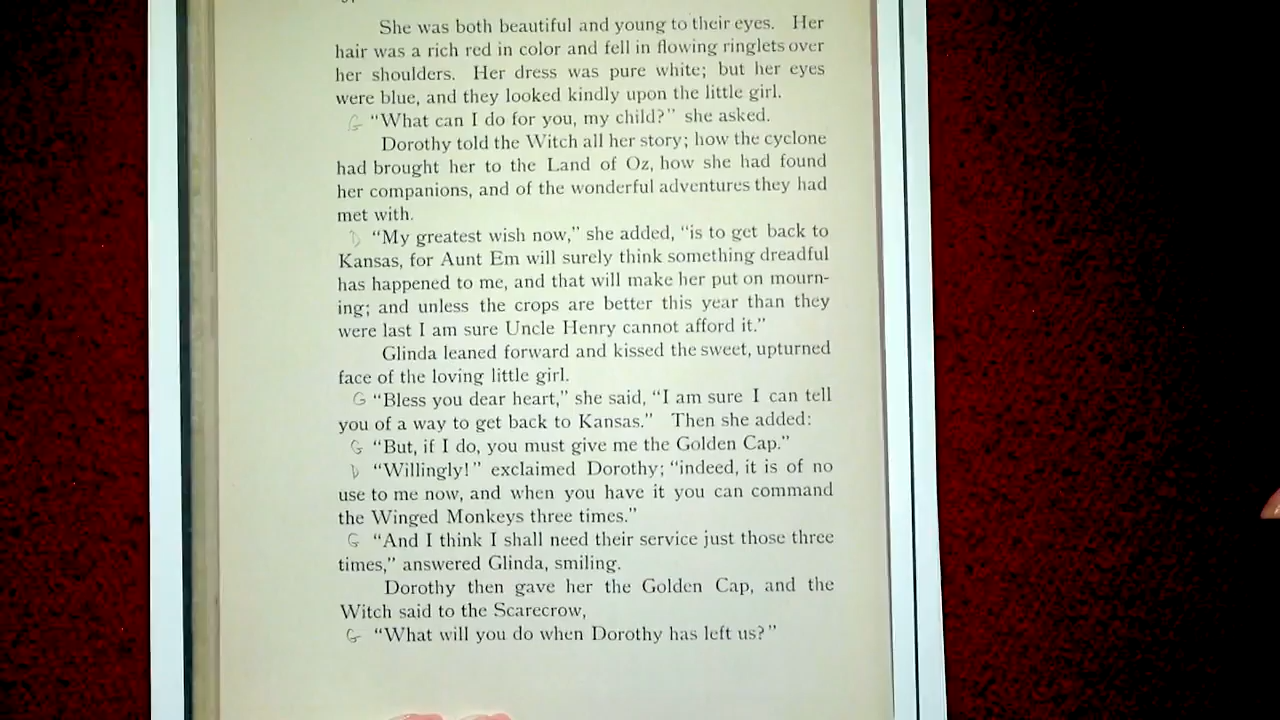 She was both beautiful and young to their eyes. Her
hair was a rich red in color and fell in flowing ringlets over
her shoulders. Her dress was pure white; but her eyes
were blue, and they looked kindly upon the little girl.
G "What can I do for you, my child?" she asked.
Dorothy told the Witch all her story; how the cyclone
had brought her to the Land of Oz, how she had found
her companions, and of the wonderful adventures they had
met with.
D "My greatest wish now," she added, "is to get back to
Kansas, for Aunt Em will surely think something dreadful
has happened to me, and that will make her put on mourn-
ing; and unless the crops are better this year than they
were last I am sure Uncle Henry cannot afford it."
Glinda leaned forward and kissed the sweet, upturned
face of the loving little girl.
G "Bless you dear heart," she said, "I am sure I can tell
you of a way to get back to Kansas." Then she added:
G "But, if I do, you must give me the Golden Cap."
D "Willingly!" exclaimed Dorothy; "indeed, it is of no
use to me now, and when you have it you can command
the Winged Monkeys three times."
G "And I think I shall need their service just those three
times," answered Glinda, smiling.
Dorothy then gave her the Golden Cap, and the
Witch said to the Scarecrow,
G "What will you do when Dorothy has left us?"